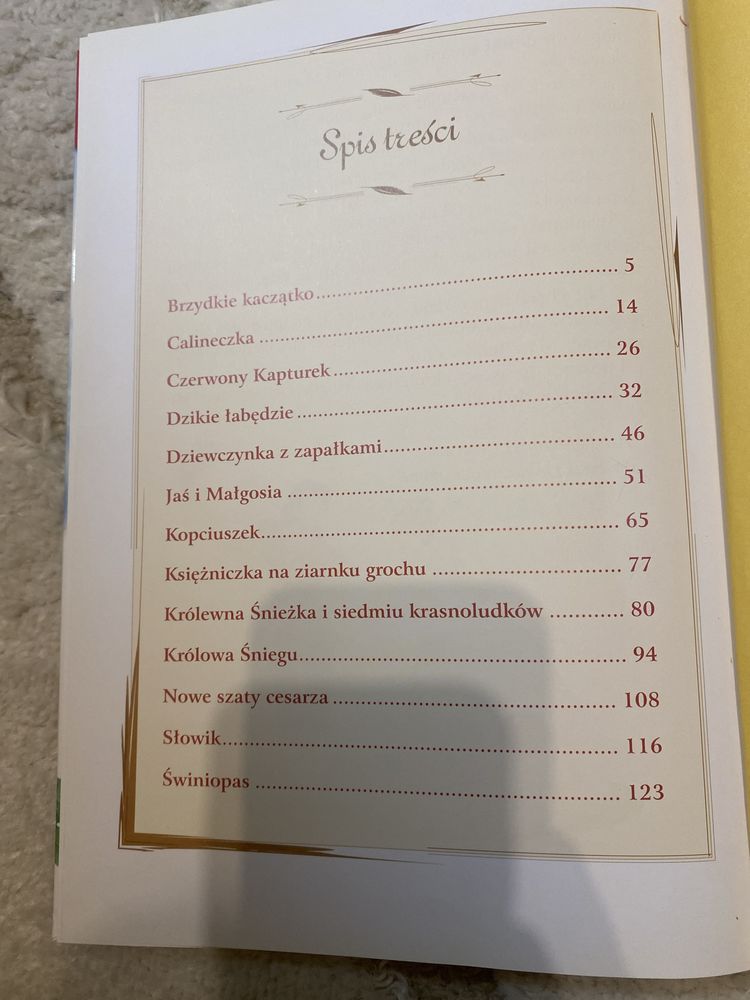 Spis treści
Brzydkie kaczątko........................................................ 5
Calineczka ................................................................ 14
Czerwony Kapturek.................................................... 26
Dzikie łabędzie ........................................................... 32
Dziewczynka z zapałkami........................................... 46
Jaś i Małgosia ............................................................. 51
Kopciuszek................................................................. 65
Księżniczka na ziarnku grochu ................................... 77
Królewna Śnieżka i siedmiu krasnoludków ............ 80
Królowa Śniegu.......................................................... 94
Nowe szaty cesarza .................................................... 108
Słowik........................................................................ 116
Świniopas .................................................................. 123